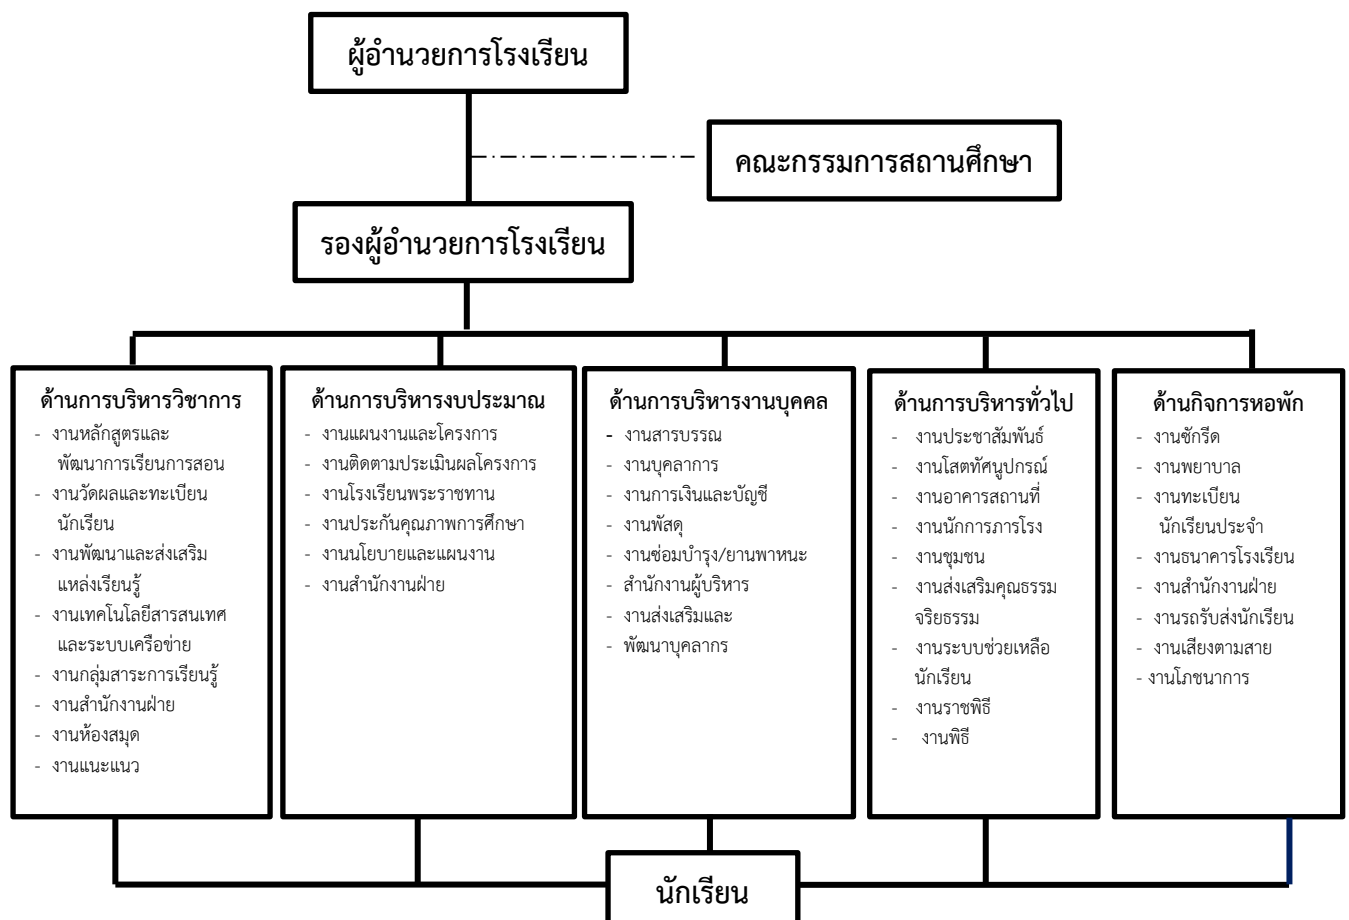 ผู้อำนวยการโรงเรียน
คณะกรรมการสถานศึกษา
รองผู้อำนวยการโรงเรียน
ด้านการบริหารวิชาการ
- งานหลักสูตรและ
พัฒนาการเรียนการสอน
- งานวัดผลและทะเบียน
นักเรียน
- งานพัฒนาและส่งเสริม
แหล่งเรียนรู้
- งานเทคโนโลยีสารสนเทศ
และระบบเครือข่าย
- งานกลุ่มสาระการเรียนรู้
- งานสำนักงานฝ่าย
- งานห้องสมุด
- งานแนะแนว
ด้านการบริหารงบประมาณ
- งานแผนงานและโครงการ
- งานติดตามประเมินผลโครงการ
- งานโรงเรียนพระราชทาน
- งานประกันคุณภาพการศึกษา
- งานนโยบายและแผนงาน
- งานสำนักงานฝ่าย
ด้านการบริหารงานบุคคล
- งานสารบรรณ
- งานบุคลาการ
- งานการเงินและบัญชี
- งานพัสดุ
- งานซ่อมบำรุง/ยานพาหนะ
- สำนักงานผู้บริหาร
- งานส่งเสริมและ
- พัฒนาบุคลากร
ด้านการบริหารทั่วไป
- งานประชาสัมพันธ์
- งานโสตทัศนูปกรณ์
- งานอาคารสถานที่
- งานนักการภารโรง
- งานชุมชน
- งานส่งเสริมคุณธรรม
จริยธรรม
- งานระบบช่วยเหลือ
นักเรียน
- งานราชพิธี
- งานพิธี
ด้านกิจการหอพัก
- งานซักรีด
- งานพยาบาล
- งานทะเบียน
นักเรียนประจำ
- งานธนาคารโรงเรียน
- งานสำนักงานฝ่าย
- งานรถรับส่งนักเรียน
- งานเสียงตามสาย
- งานโภชนาการ
นักเรียน